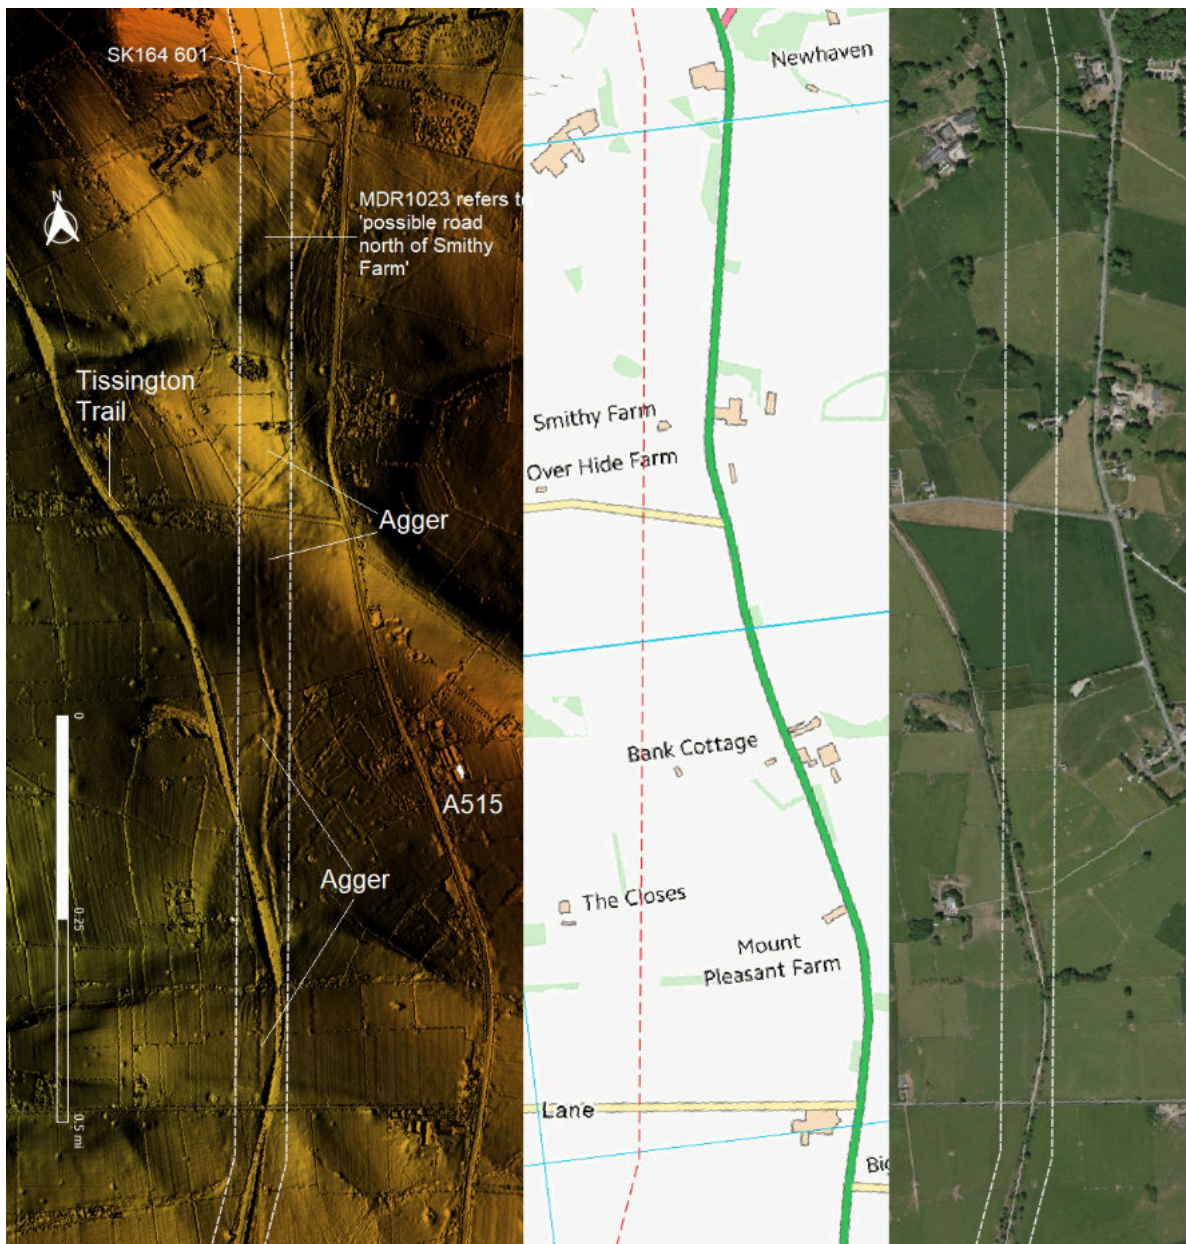 SK164 601
N
MDR1023 refers to
'possible road
north of Smithy
Farm'
Tissington
Trail
Agger
0
0.25
0.5 mi
A515
Agger
Newhaven
Smithy Farm
Over Hide Farm
Bank Cottage
The Closes
Mount
Pleasant Farm
Lane